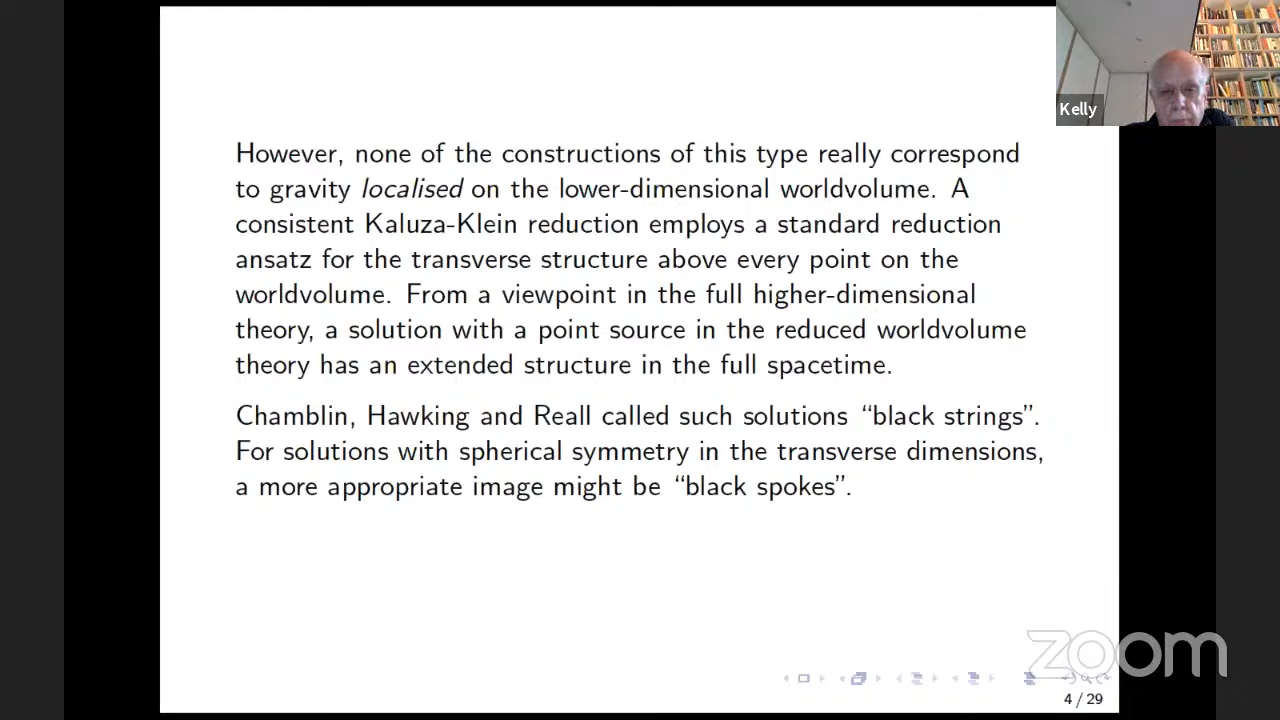 Kelly
However, none of the constructions of this type really correspond
to gravity localised on the lower-dimensional worldvolume. A
consistent Kaluza-Klein reduction employs a standard reduction
ansatz for the transverse structure above every point on the
worldvolume. From a viewpoint in the full higher-dimensional
theory, a solution with a point source in the reduced worldvolume
theory has an extended structure in the full spacetime.
Chamblin, Hawking and Reall called such solutions “black strings”.
For solutions with spherical symmetry in the transverse dimensions,
a more appropriate image might be “black spokes”.
zoom
4 / 29